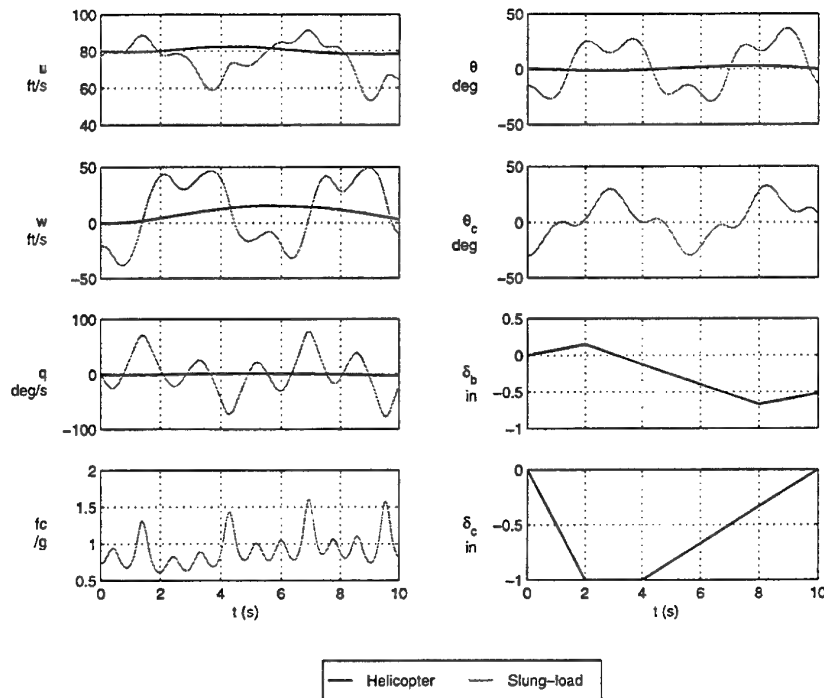 100
80
60
40
u
ft/s
50
0
-50
w
ft/s
100
0
-100
q
deg/s
2
1.5
1
0.5
fc
/g
0 2 4 6 8 10
t (s)
50
0
-50
θ
deg
50
0
-50
θc
deg
0.5
0
-0.5
-1
δb
in
0
-0.5
-1
δc
in
0 2 4 6 8 10
t (s)
Helicopter Slung-load